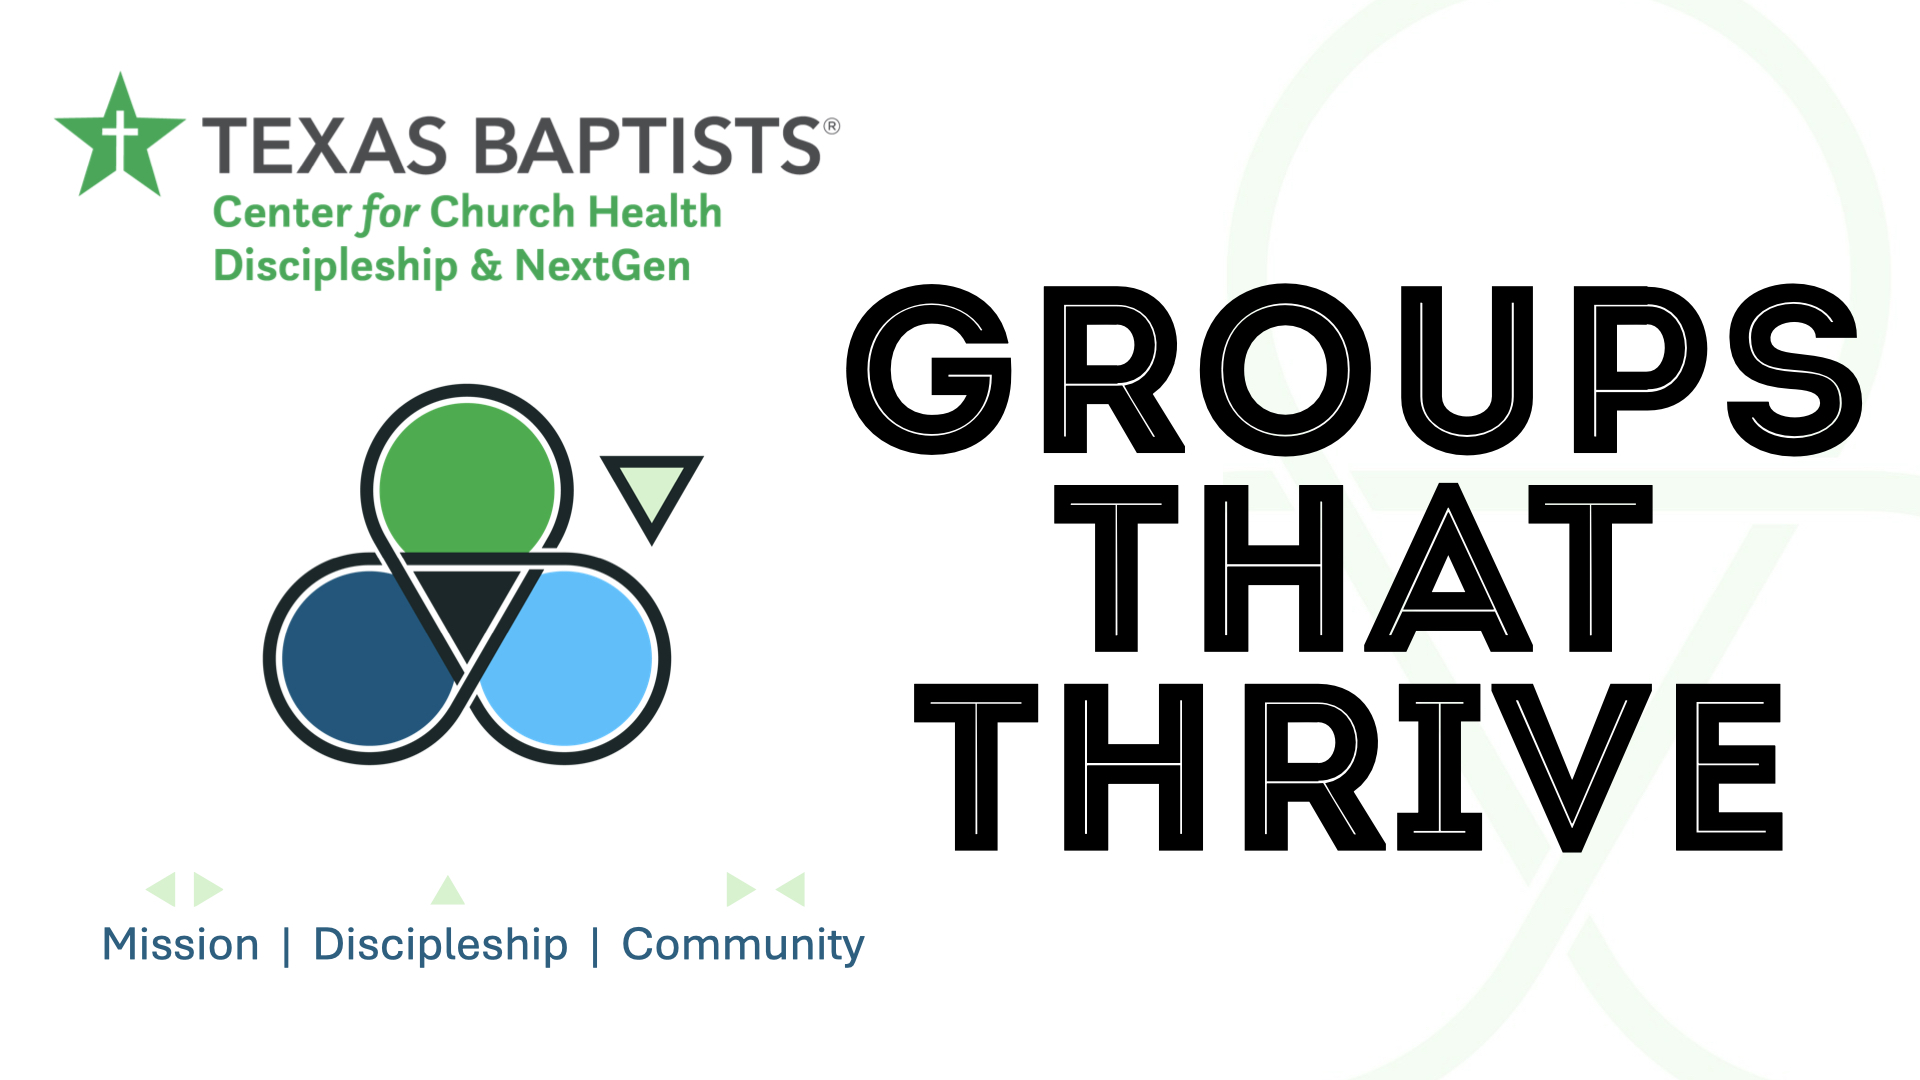 TEXAS BAPTISTS®
Center for Church Health
Discipleship & NextGen
GROUPS
THAT
THRIVE
Mission | Discipleship | Community